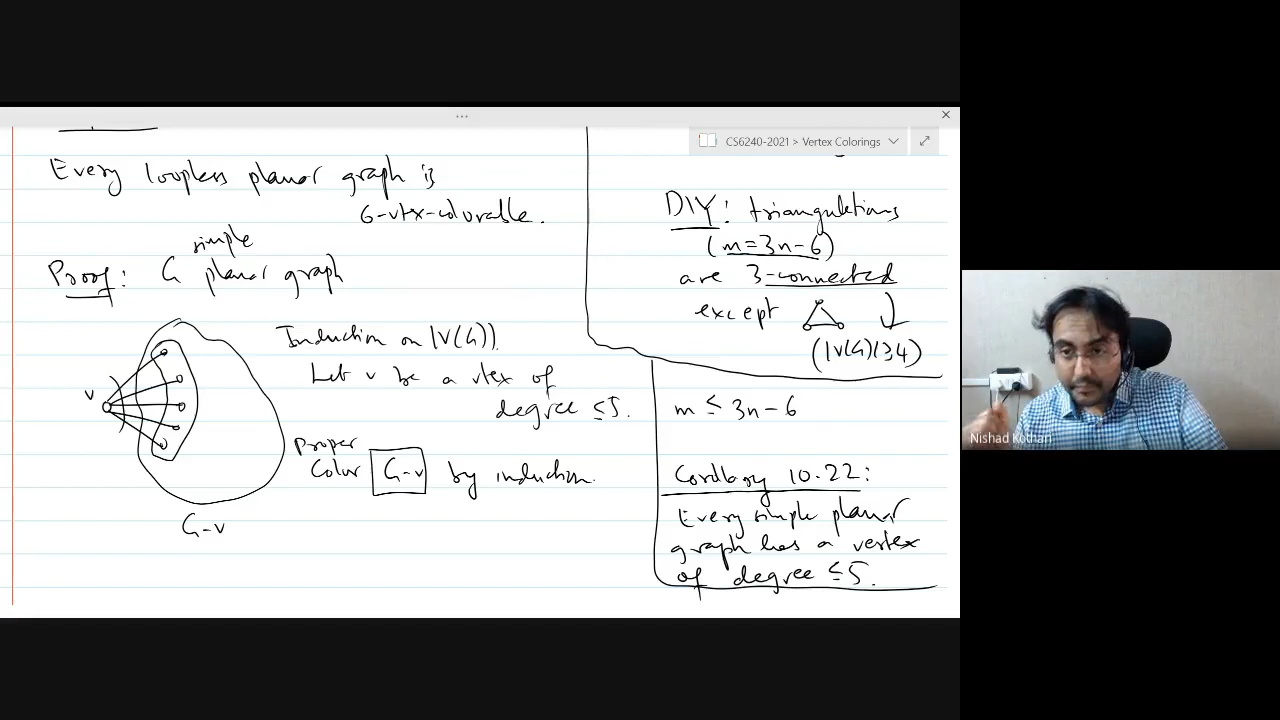 CS6240-2021 > Vertex Colorings
Every loopless planar graph is
6-vtx-colorable.
simple
Proof: G planar graph
Induction on |V(G)|.
Let v be a vtex of
degree ≤5.
v
Proper
Color G-v by induction.
G-v
DIY: triangulations
(m=3n-6)
are 3-connected
except
(|V(G)|≥4)
m ≤ 3n-6
Corollary 10.22:
Every simple planar
graph has a vertex
of degree ≤5.
Nishad Kothari